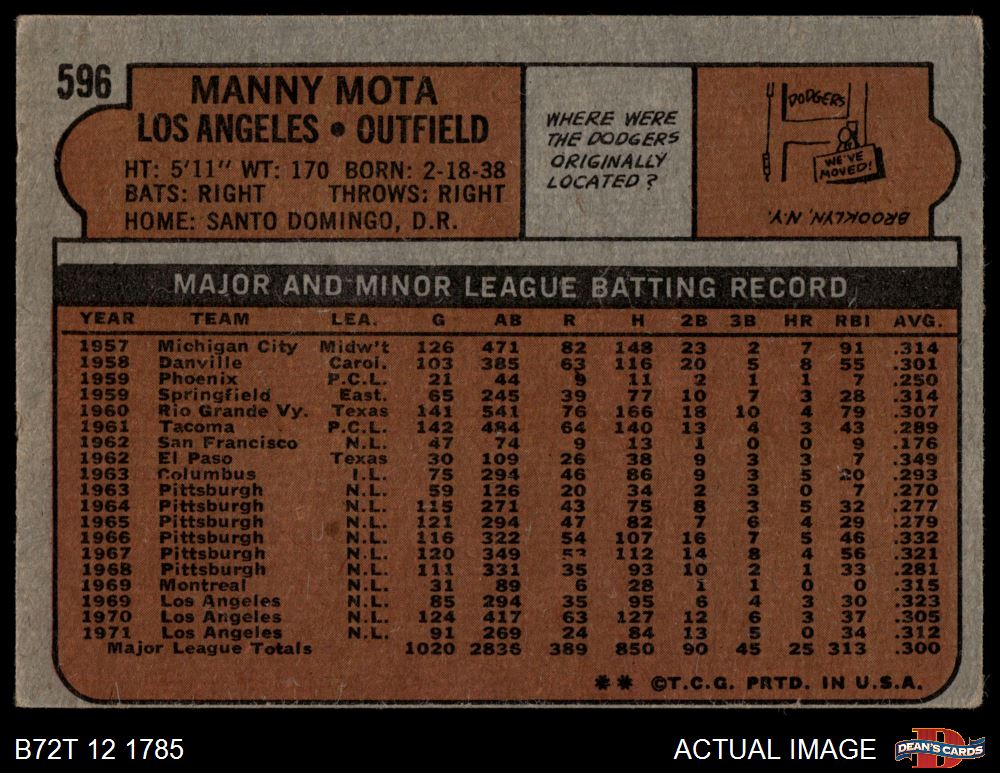 596
MANNY MOTA
LOS ANGELES • OUTFIELD
HT: 5'11" WT: 170 BORN: 2-18-38
BATS: RIGHT THROWS: RIGHT
HOME: SANTO DOMINGO, D.R.
WHERE WERE
THE DODGERS
ORIGINALLY
LOCATED?
DODGERS
WE'VE
MOVED!
BROOKLYN, N.Y.
MAJOR AND MINOR LEAGUE BATTING RECORD
YEAR TEAM LEA. G AB R H 2B 3B HR RBI AVG.
1957 Michigan City Midw't 126 471 82 148 23 2 7 91 .314
1958 Danville Carol. 103 385 63 116 20 5 8 55 .301
1959 Phoenix P.C.L. 21 44 9 11 2 1 1 7 .250
1959 Springfield East. 65 245 39 77 10 7 3 28 .314
1960 Rio Grande Vy. Texas 141 541 76 166 18 10 4 79 .307
1961 Tacoma P.C.L. 142 484 64 140 13 4 3 43 .289
1962 San Francisco N.L. 47 74 9 13 1 0 0 9 .176
1962 El Paso Texas 30 109 26 38 9 3 3 7 .349
1963 Columbus I.L. 75 294 46 86 9 3 5 20 .293
1963 Pittsburgh N.L. 59 126 20 34 2 3 0 7 .270
1964 Pittsburgh N.L. 115 271 43 75 8 3 5 32 .277
1965 Pittsburgh N.L. 121 294 47 82 7 6 4 29 .279
1966 Pittsburgh N.L. 116 322 54 107 16 7 5 46 .332
1967 Pittsburgh N.L. 120 349 53 112 14 8 4 56 .321
1968 Pittsburgh N.L. 111 331 35 93 10 2 1 33 .281
1969 Montreal N.L. 31 89 6 28 1 1 0 0 .315
1969 Los Angeles N.L. 85 294 35 95 6 4 3 30 .323
1970 Los Angeles N.L. 124 417 63 127 12 6 3 37 .305
1971 Los Angeles N.L. 91 269 24 84 13 5 0 34 .312
Major League Totals 1020 2836 389 850 90 45 25 313 .300
** ©T.C.G. PRTD. IN U.S.A.
B72T 12 1785
ACTUAL IMAGE
D
DEAN'S CARDS